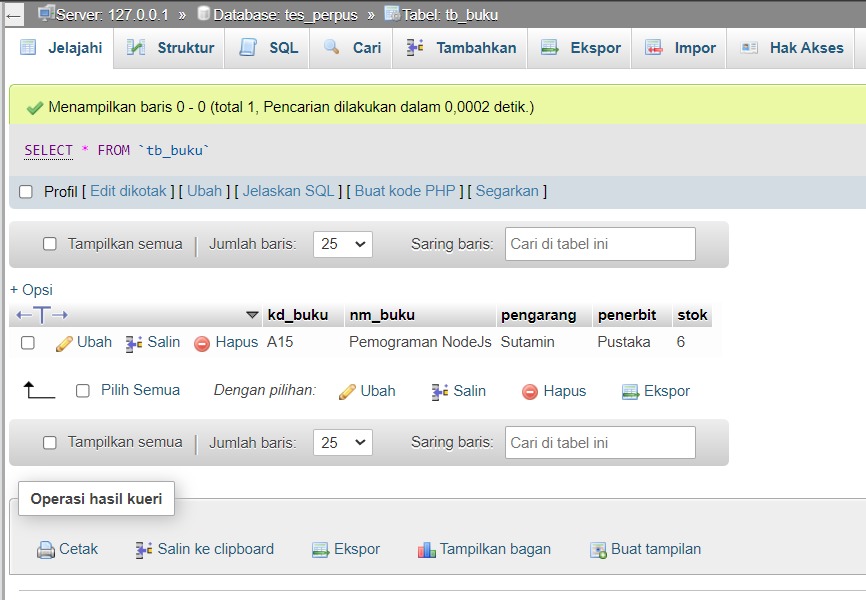 Server: 127.0.0.1 » Database: tes_perpus » Tabel: tb_buku
Jelajahi Struktur SQL Cari Tambahkan Ekspor Impor Hak Akses
Menampilkan baris 0 - 0 (total 1, Pencarian dilakukan dalam 0,0002 detik.)
SELECT * FROM `tb_buku`
Profil [ Edit dikotak ] [ Ubah ] [ Jelaskan SQL ] [ Buat kode PHP ] [ Segarkan ]
Tampilkan semua | Jumlah baris: 25 Saring baris: Cari di tabel ini
+ Opsi
←T→ kd_buku nm_buku pengarang penerbit stok
Ubah Salin Hapus A15 Pemograman NodeJs Sutamin Pustaka 6
Pilih Semua Dengan pilihan: Ubah Salin Hapus Ekspor
Tampilkan semua | Jumlah baris: 25 Saring baris: Cari di tabel ini
Operasi hasil kueri
Cetak Salin ke clipboard Ekspor Tampilkan bagan Buat tampilan